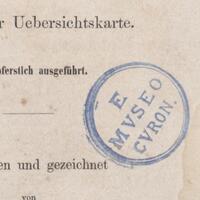 r Uebersichtskarte.
pferstich ausgeführt.
E
MVSEO
CVRON.
en und gezeichnet
von